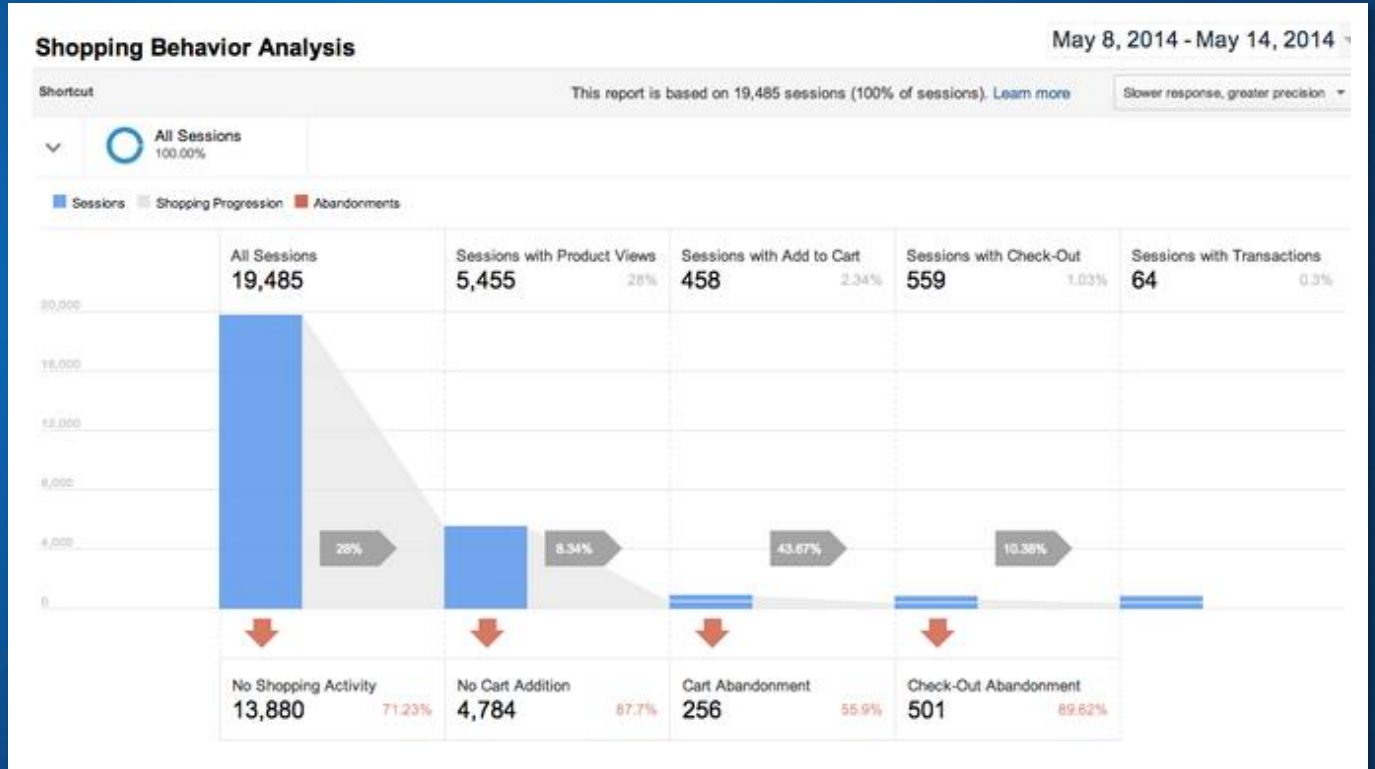 Shopping Behavior Analysis
May 8, 2014 - May 14, 2014
Shortcut
This report is based on 19,485 sessions (100% of sessions). Learn more
Slower response, greater precision
All Sessions
100.00%
Sessions
Shopping Progression
Abandonments
All Sessions
19,485
Sessions with Product Views
5,455
28%
Sessions with Add to Cart
458
2.34%
Sessions with Check-Out
559
1.03%
Sessions with Transactions
64
0.3%
20,000
16,000
12,000
8,000
4,000
0
28%
8.34%
43.67%
10.38%
No Shopping Activity
13,880
71.23%
No Cart Addition
4,784
87.7%
Cart Abandonment
256
55.9%
Check-Out Abandonment
501
89.62%